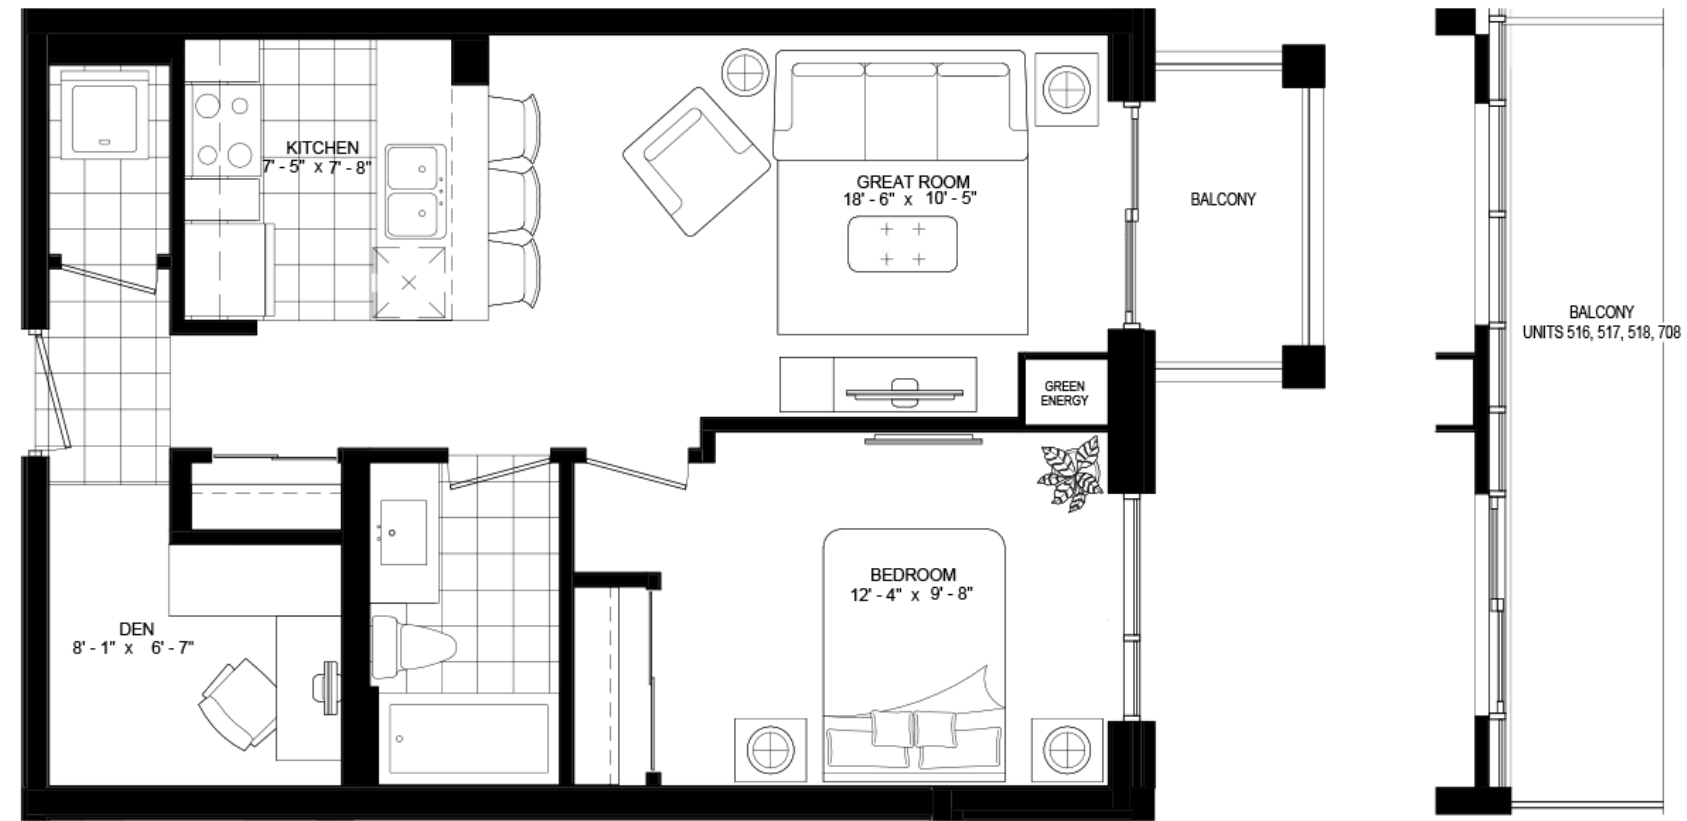 KITCHEN
7' - 5" x 7' - 8"
GREAT ROOM
18' - 6" x 10' - 5"
BALCONY
BALCONY
UNITS 516, 517, 518, 708
GREEN
ENERGY
BEDROOM
12' - 4" x 9' - 8"
DEN
8' - 1" x 6' - 7"